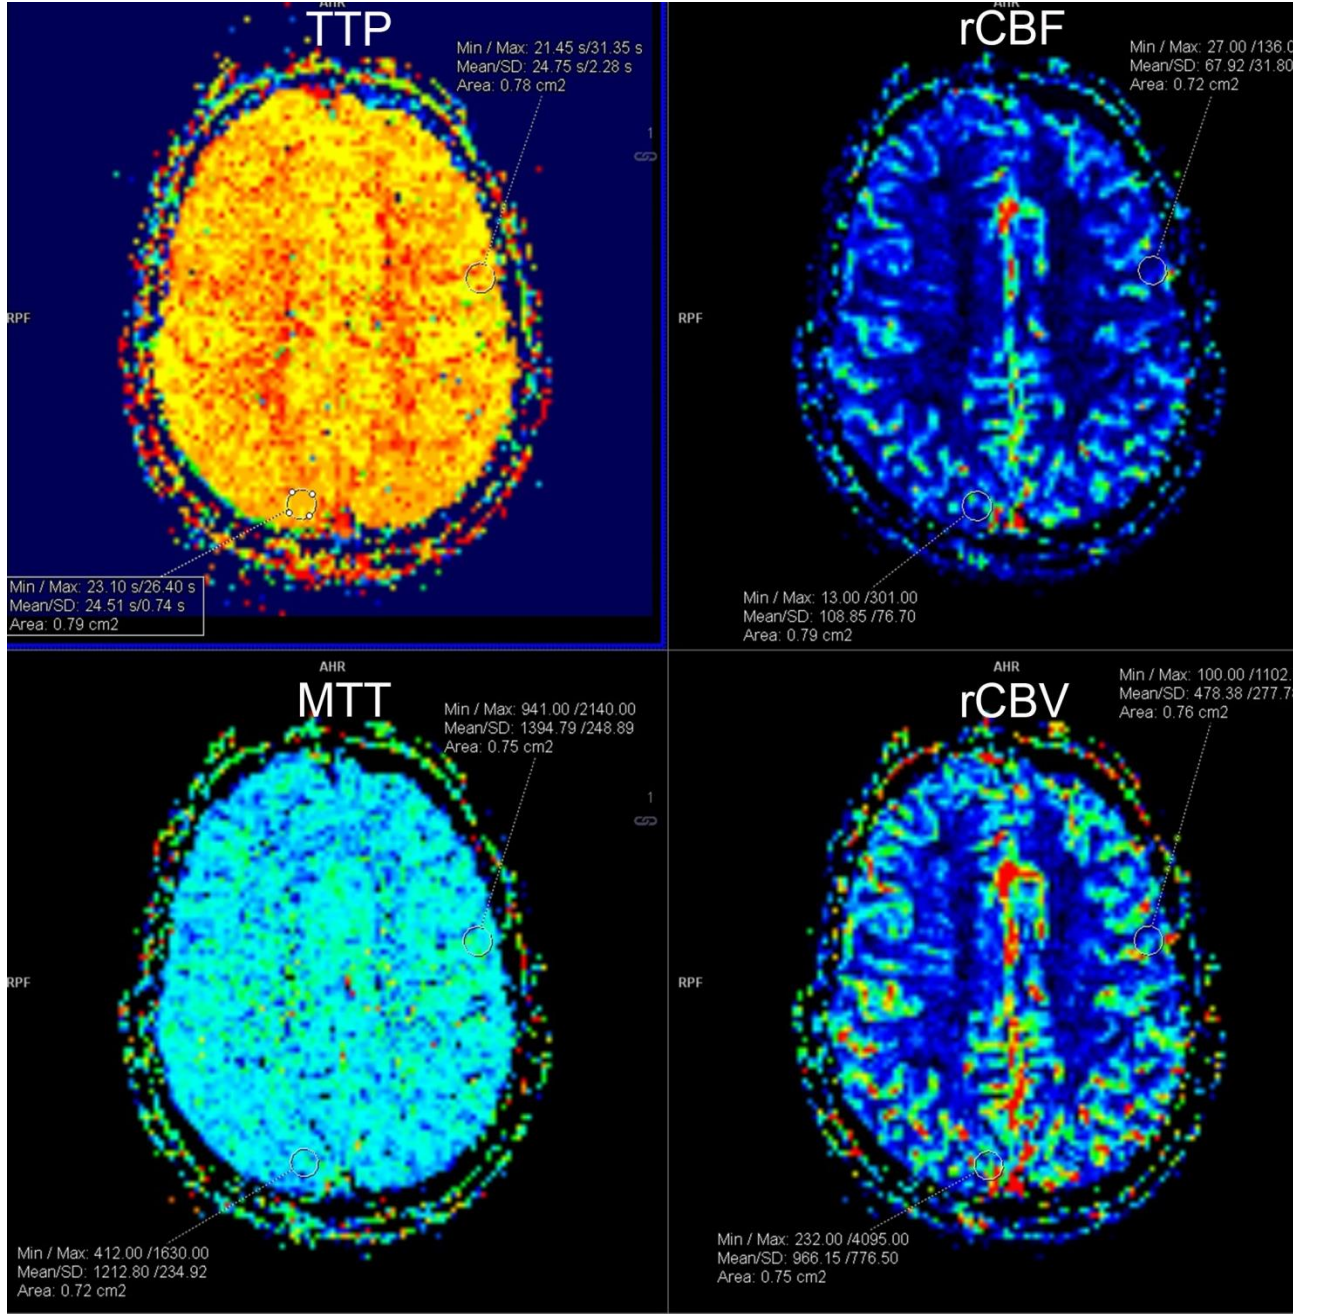 AHR
TTP
Min / Max: 21.45 s/31.35 s
Mean/SD: 24.75 s/2.28 s
Area: 0.78 cm2
1
RPF
Min / Max: 23.10 s/26.40 s
Mean/SD: 24.51 s/0.74 s
Area: 0.79 cm2
AHR
rCBF
Min / Max: 27.00 /136.0
Mean/SD: 67.92 /31.80
Area: 0.72 cm2
RPF
Min / Max: 13.00 /301.00
Mean/SD: 108.85 /76.70
Area: 0.79 cm2
AHR
MTT
Min / Max: 941.00 /2140.00
Mean/SD: 1394.79 /248.89
Area: 0.75 cm2
1
RPF
Min / Max: 412.00 /1630.00
Mean/SD: 1212.80 /234.92
Area: 0.72 cm2
AHR
rCBV
Min / Max: 100.00 /1102.
Mean/SD: 478.38 /277.7
Area: 0.76 cm2
RPF
Min / Max: 232.00 /4095.00
Mean/SD: 966.15 /776.50
Area: 0.75 cm2